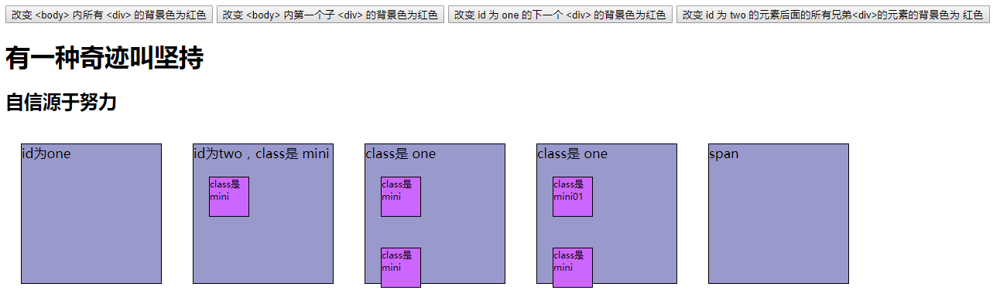 改变 <body> 内所有 <div> 的背景色为红色 改变 <body> 内第一个子 <div> 的背景色为红色 改变 id 为 one 的下一个 <div> 的背景色为红色 改变 id 为 two 的元素后面的所有兄弟<div>的元素的背景色为 红色
有一种奇迹叫坚持
自信源于努力
id为one
id为two，class是 mini
class是
mini
class是 one
class是
mini
class是
mini
class是 one
class是
mini01
class是
mini
span